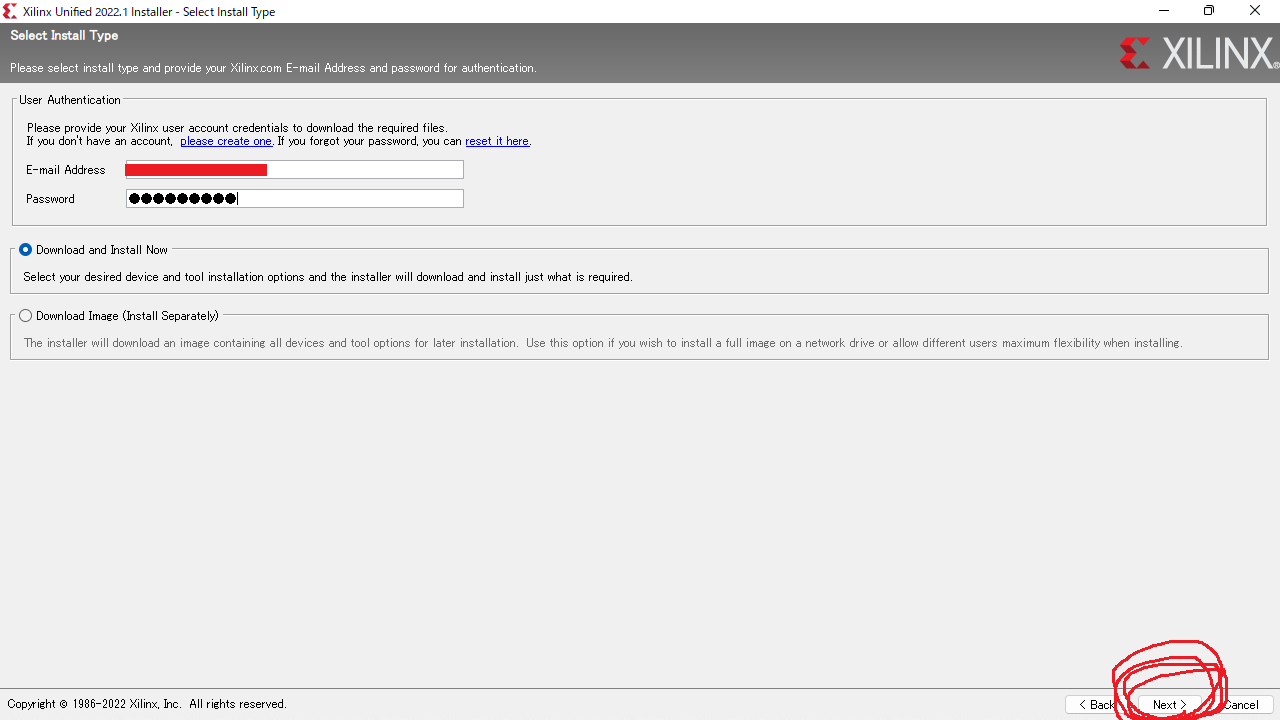 Xilinx Unified 2022.1 Installer - Select Install Type
Select Install Type
Please select install type and provide your Xilinx.com E-mail Address and password for authentication.
XILINX®
User Authentication
Please provide your Xilinx user account credentials to download the required files.
If you don't have an account, please create one. If you forgot your password, you can reset it here.
E-mail Address
Password ●●●●●●●●●
Download and Install Now
Select your desired device and tool installation options and the installer will download and install just what is required.
Download Image (Install Separately)
The installer will download an image containing all devices and tool options for later installation. Use this option if you wish to install a full image on a network drive or allow different users maximum flexibility when installing.
Copyright © 1986-2022 Xilinx, Inc. All rights reserved.
< Back Next > Cancel